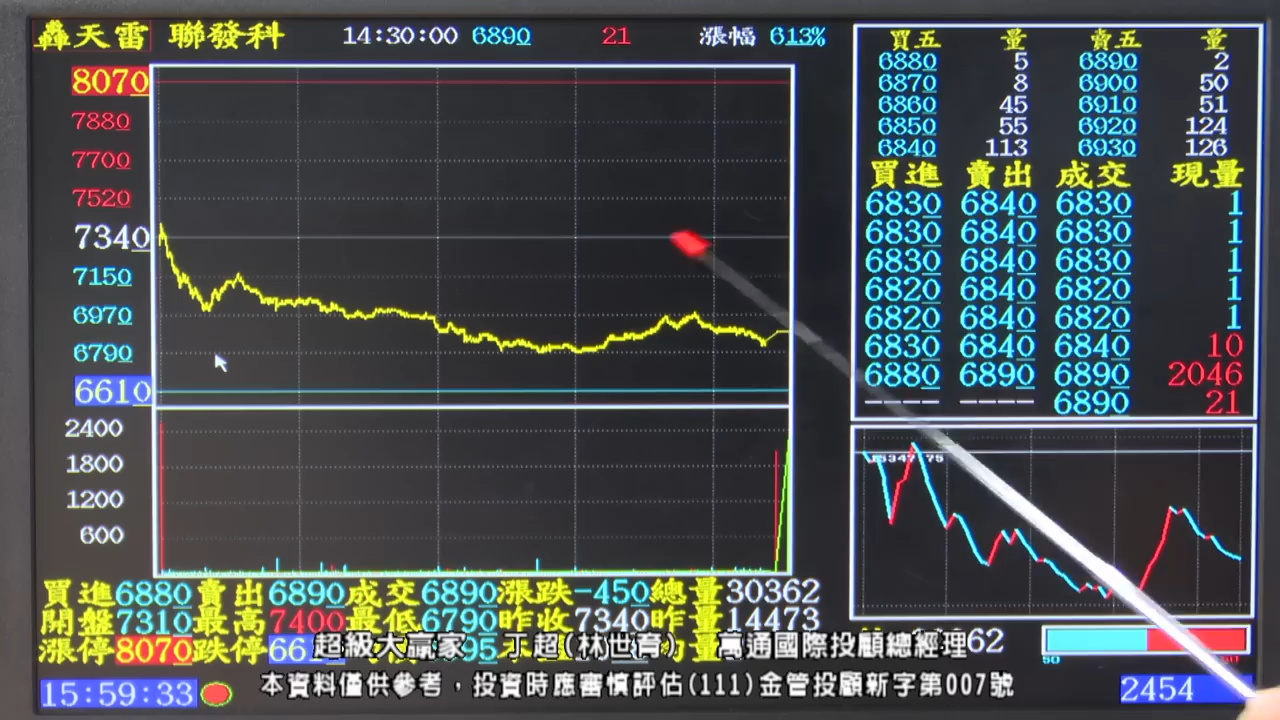 轟天雷 聯發科 14:30:00 6890 21 漲幅 613%
8070
7880
7700
7520
7340
7150
6970
6790
6610
2400
1800
1200
600
買五 量 賣五 量
6880 5 6890 2
6870 8 6900 50
6860 45 6910 51
6850 55 6920 124
6840 113 6930 126
買進 賣出 成交 現量
6830 6840 6830 1
6830 6840 6830 1
6830 6840 6830 1
6820 6840 6820 1
6820 6840 6820 1
6830 6840 6840 10
6880 6890 6890 2046
---- ---- 6890 21
買進6880賣出6890成交6890漲跌-450總量30362
開盤7310最高7400最低6790昨收7340昨量14473
漲停8070跌停
超級大贏家 丁超(林世育) 萬通國際投顧總經理
本資料僅供參考，投資時應審慎評估(111)金管投顧新字第007號
50
15:59:33
2454